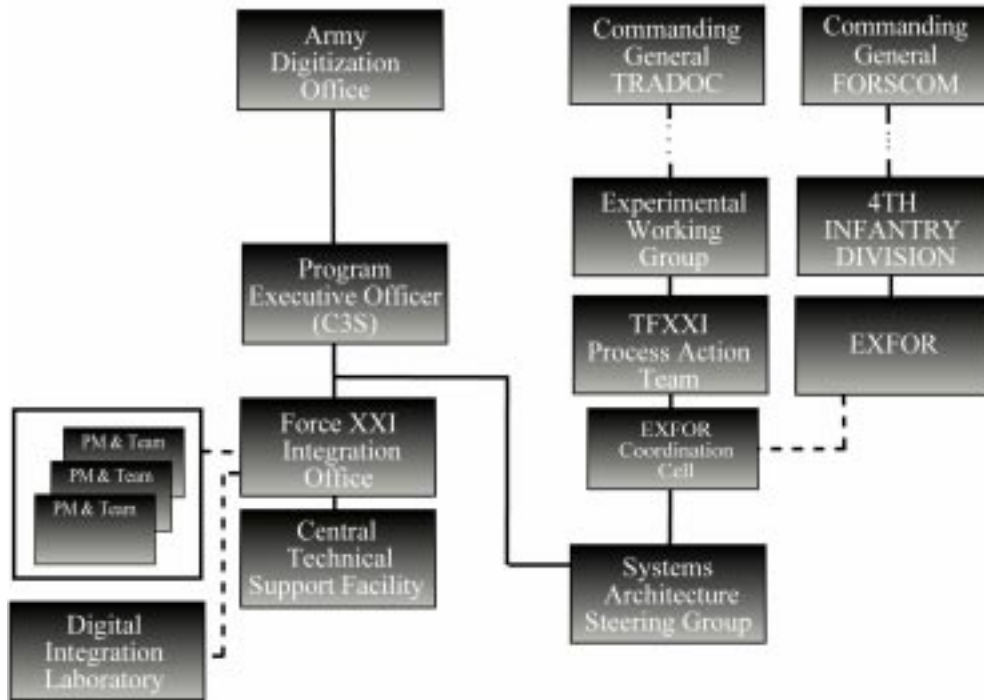 Army
Digitization
Office
Commanding
General
TRADOC
Commanding
General
FORSCOM
Experimental
Working
Group
4TH
INFANTRY
DIVISION
Program
Executive Officer
(C3S)
TFXXI
Process Action
Team
EXFOR
Force XXI
Integration
Office
EXFOR
Coordination
Cell
PM & Team
PM & Team
PM & Team
Central
Technical
Support Facility
Systems
Architecture
Steering Group
Digital
Integration
Laboratory